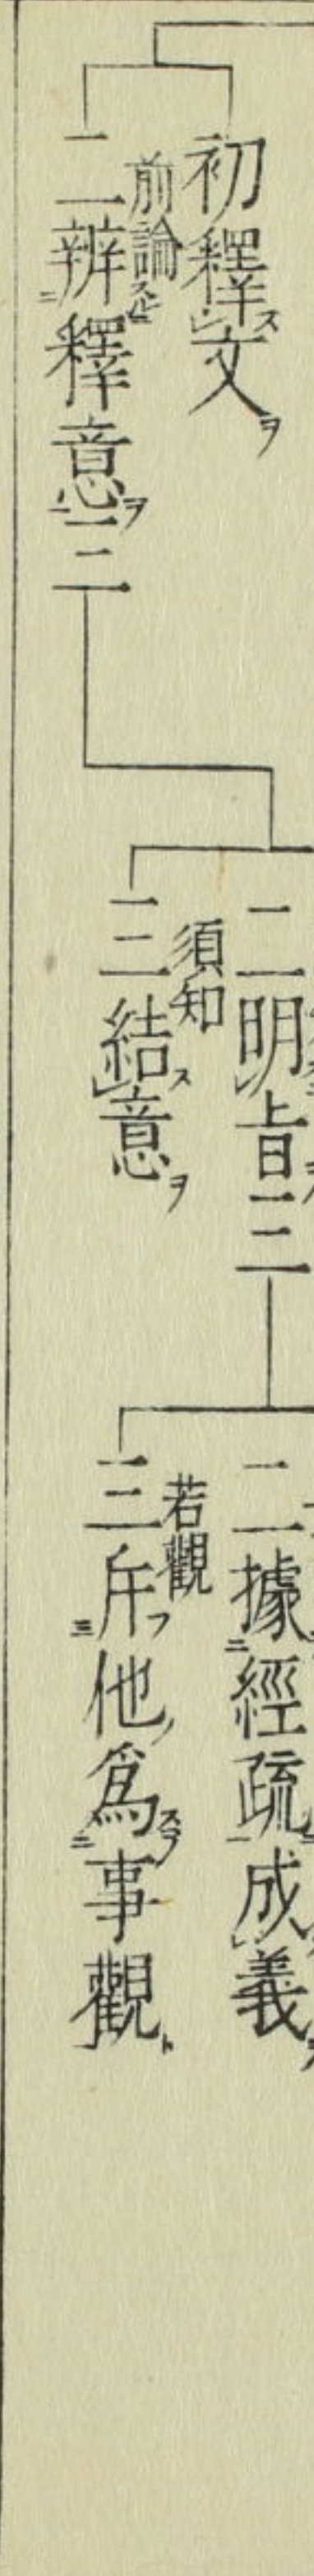 初釋文
前論
二辨釋意三
二明旨三
須知
三結意
二據經疏成義
若觀
三斥他爲事觀